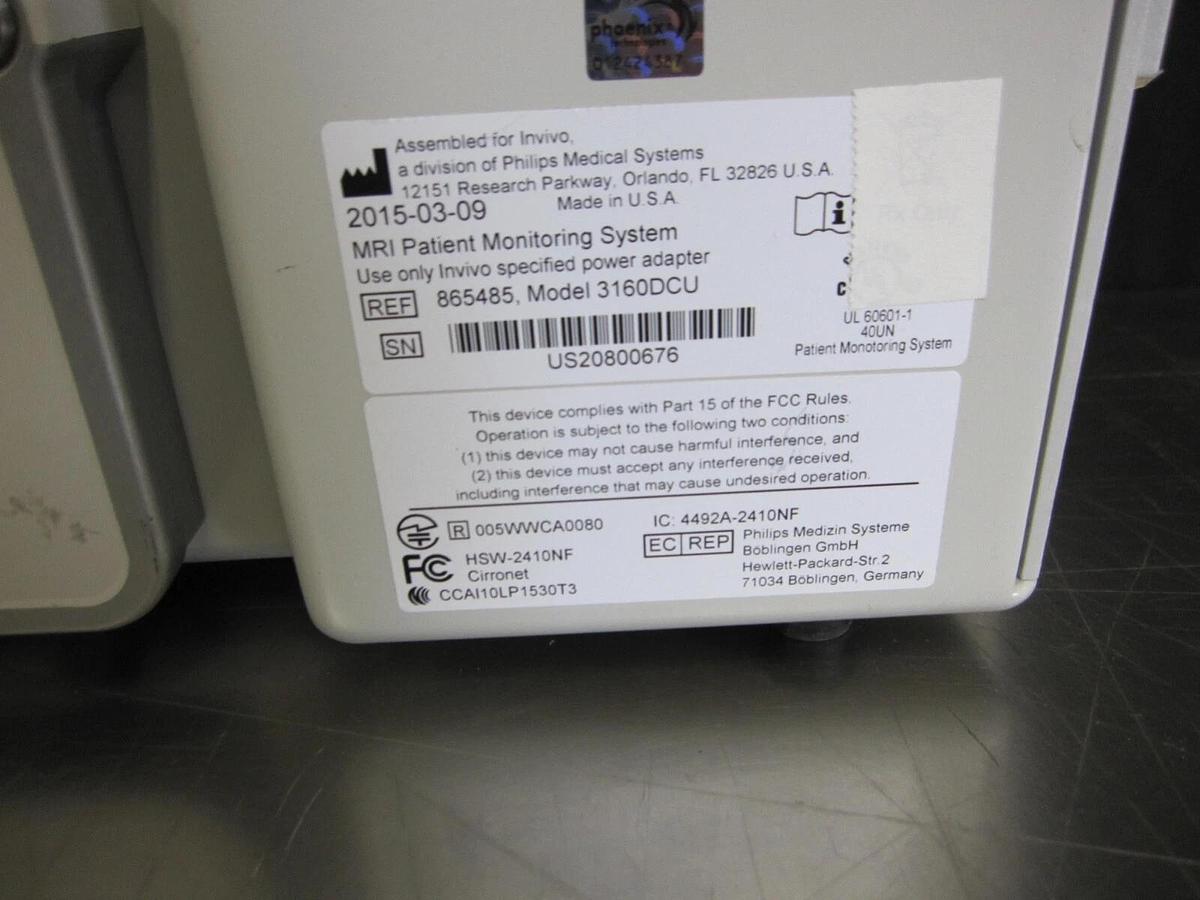 phoenix
technologies
Assembled for Invivo,
a division of Philips Medical Systems
12151 Research Parkway, Orlando, FL 32826 U.S.A.
2015-03-09 Made in U.S.A.
MRI Patient Monitoring System
Use only Invivo specified power adapter
REF 865485, Model 3160DCU
SN
US20800676
i
Rx Only
UL 60601-1
40UN
Patient Monotoring System
This device complies with Part 15 of the FCC Rules.
Operation is subject to the following two conditions:
(1) this device may not cause harmful interference, and
(2) this device must accept any interference received,
including interference that may cause undesired operation.
R 005WWCA0080
FC HSW-2410NF
Cirronet
CCAI10LP1530T3
IC: 4492A-2410NF
EC REP Philips Medizin Systeme
Böblingen GmbH
Hewlett-Packard-Str.2
71034 Böblingen, Germany